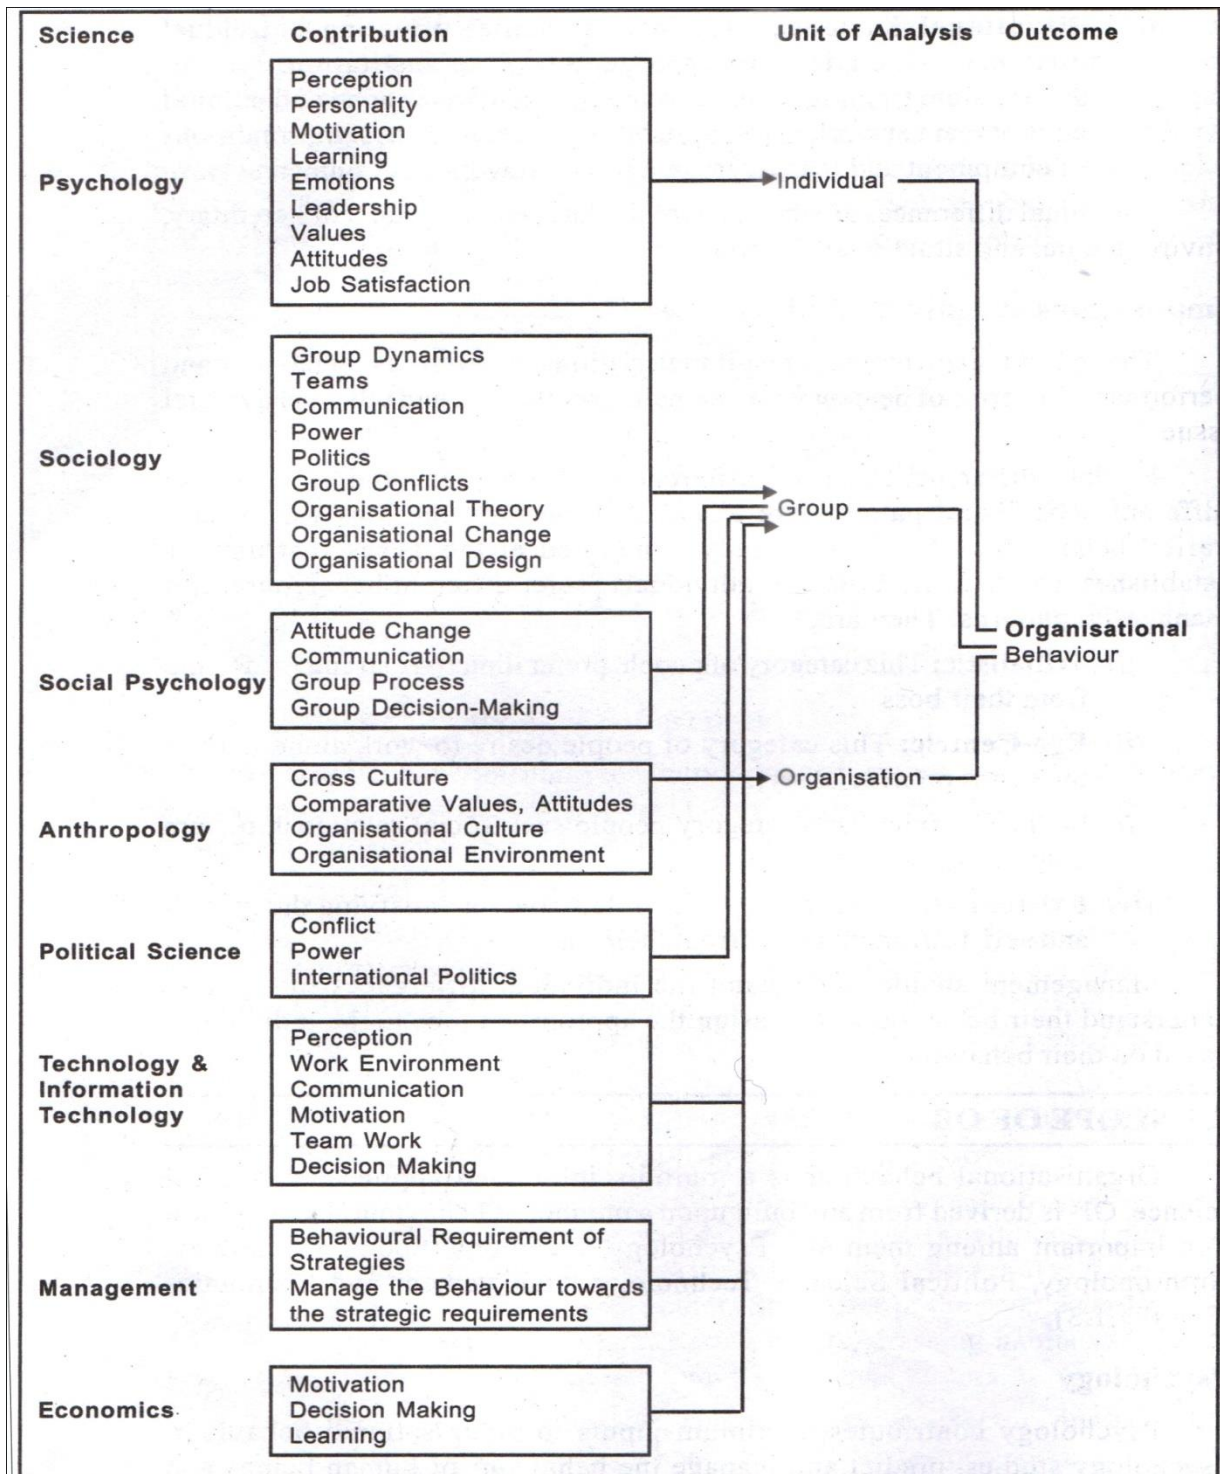 Science Contribution Unit of Analysis Outcome
Perception
Personality
Motivation
Learning
Psychology Emotions Individual
Leadership
Values
Attitudes
Job Satisfaction
Group Dynamics
Teams
Communication
Power
Sociology Politics
Group Conflicts
Organisational Theory Group
Organisational Change
Organisational Design
Attitude Change Organisational
Communication Behaviour
Social Psychology Group Process
Group Decision-Making
Cross Culture Organisation
Comparative Values, Attitudes
Anthropology Organisational Culture
Organisational Environment
Conflict
Political Science Power
International Politics
Perception
Technology & Work Environment
Information Communication
Technology Motivation
Team Work
Decision Making
Behavioural Requirement of
Strategies
Management Manage the Behaviour towards
the strategic requirements
Motivation
Economics Decision Making
Learning